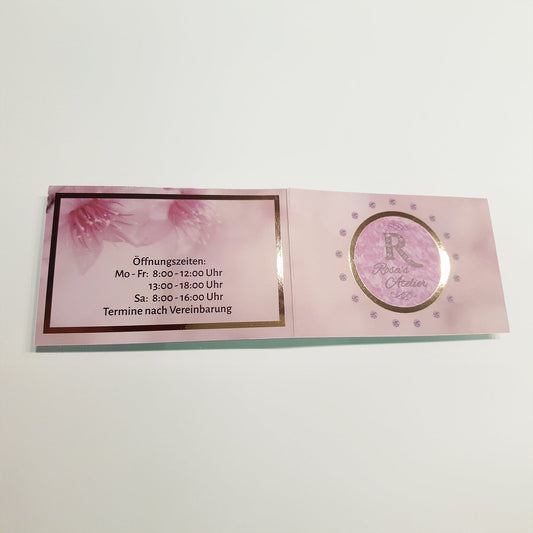 Öffnungszeiten:
Mo - Fr: 8:00 - 12:00 Uhr
13:00 - 18:00 Uhr
Sa: 8:00 - 16:00 Uhr
Termine nach Vereinbarung
R
Rosa's
Atelier